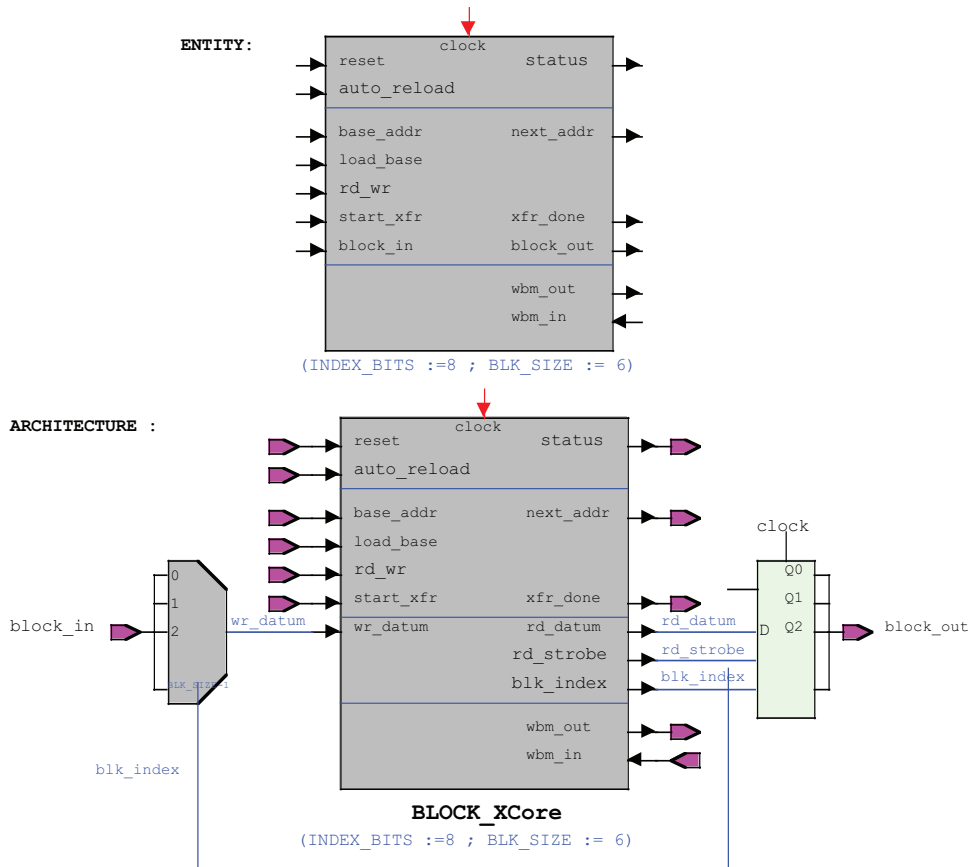 ENTITY:
clock
reset status
auto_reload
base_addr next_addr
load_base
rd_wr
start_xfr xfr_done
block_in block_out
wbm_out
wbm_in
(INDEX_BITS :=8 ; BLK_SIZE := 6)
ARCHITECTURE :
clock
reset status
auto_reload
base_addr next_addr
load_base
rd_wr
start_xfr xfr_done
wr_datum rd_datum
rd_strobe
blk_index
wbm_out
wbm_in
block_in
0
1
2
BLK_SIZE-1
wr_datum
blk_index
rd_datum
rd_strobe
blk_index
clock
Q0
Q1
D Q2
block_out
BLOCK_XCore
(INDEX_BITS :=8 ; BLK_SIZE := 6)